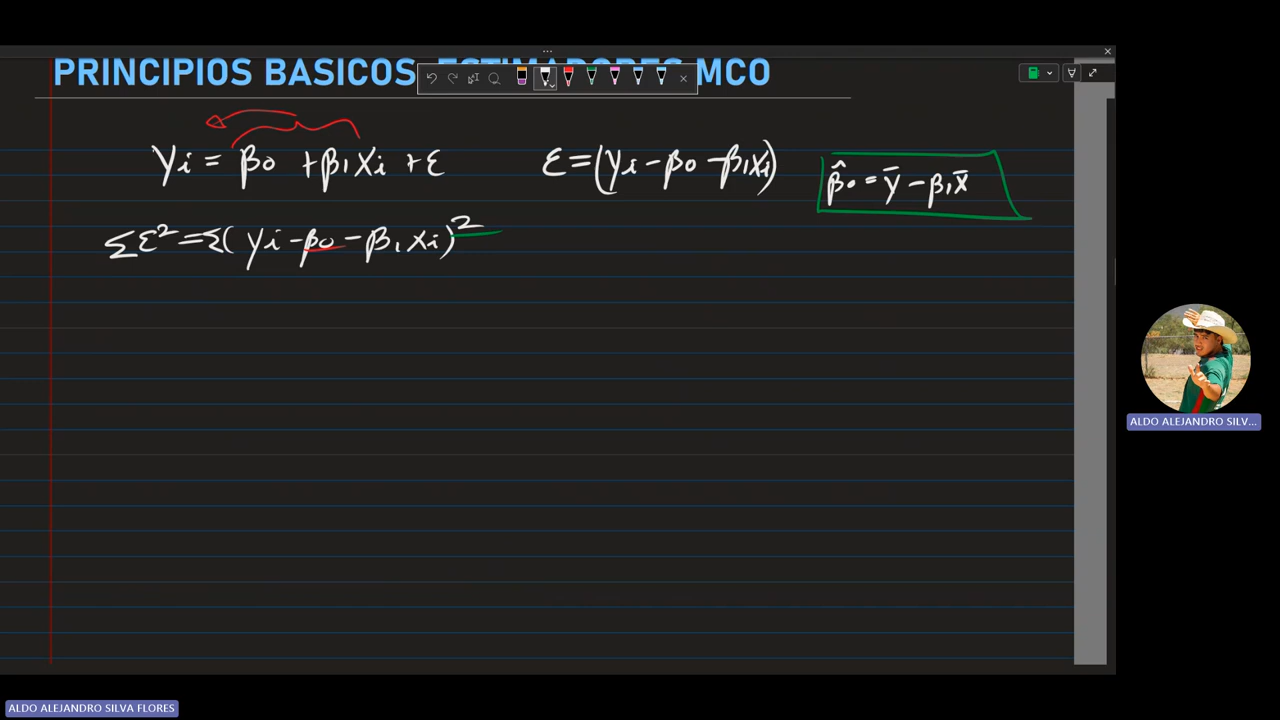 PRINCIPIOS BASICOS, ESTIMADORES MCO
Yi = β0 + β1Xi + ε
ε = (Yi - β0 - β1Xi)
β̂0 = ȳ - β1x̄
Σε² = Σ(Yi - β0 - β1Xi)²
ALDO ALEJANDRO SILV...
ALDO ALEJANDRO SILVA FLORES